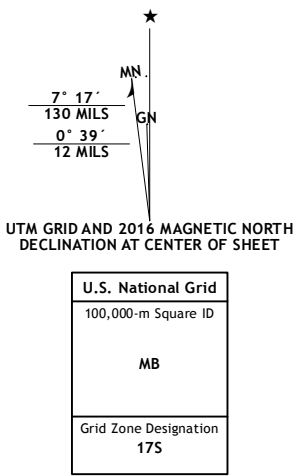 MN
7° 17´
130 MILS
GN
0° 39´
12 MILS
UTM GRID AND 2016 MAGNETIC NORTH
DECLINATION AT CENTER OF SHEET
U.S. National Grid
100,000-m Square ID
MB
Grid Zone Designation
17S